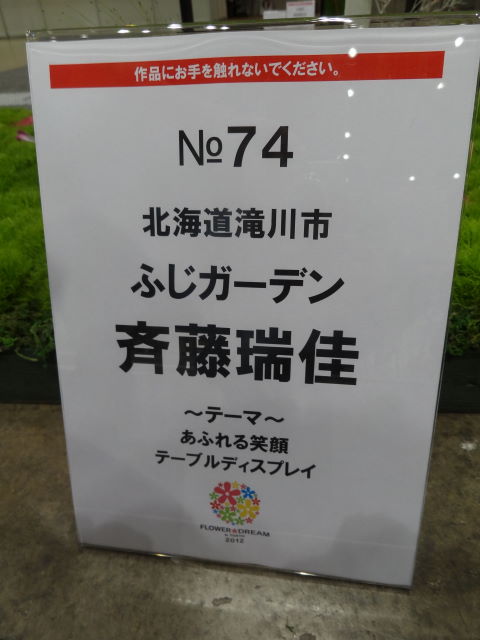 作品にお手を触れないでください。
№74
北海道滝川市
ふじガーデン
斉藤瑞佳
～テーマ～
あふれる笑顔
テーブルディスプレイ
FLOWER DREAM
2012